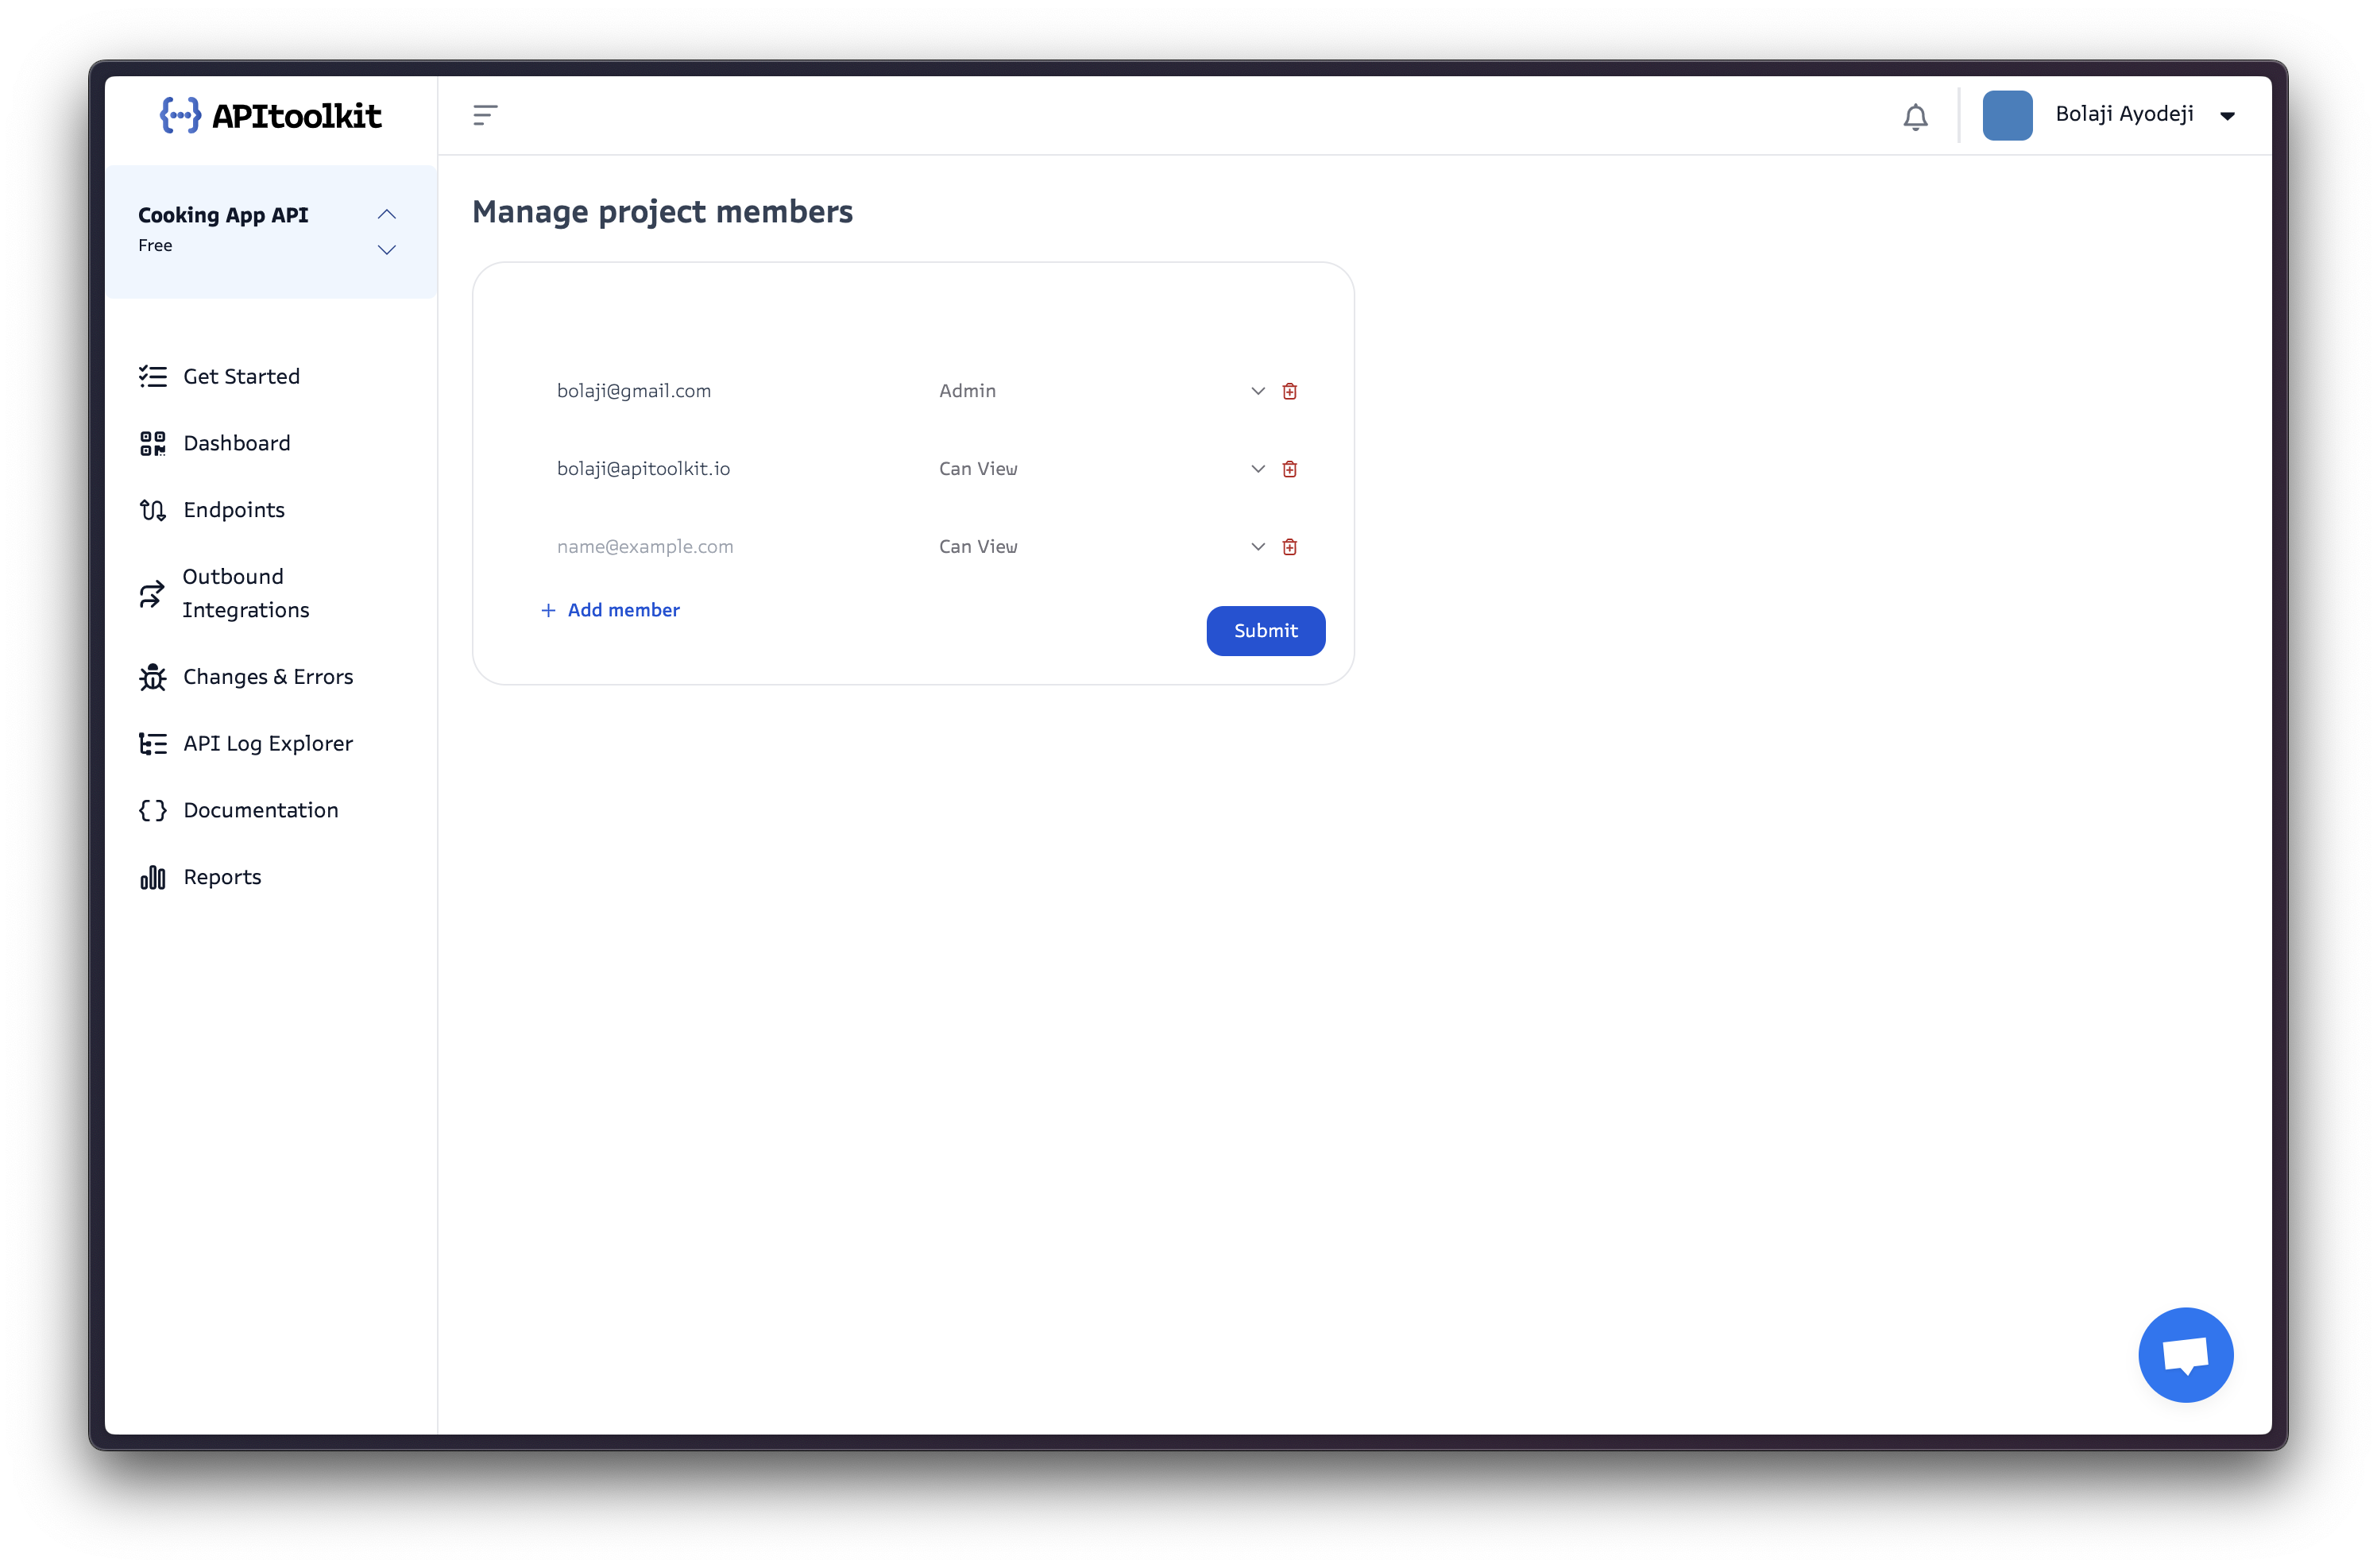 APItoolkit
Bolaji Ayodeji
Cooking App API
Free
Get Started
Dashboard
Endpoints
Outbound
Integrations
Changes & Errors
API Log Explorer
Documentation
Reports
Manage project members
bolaji@gmail.com Admin
bolaji@apitoolkit.io Can View
name@example.com Can View
Add member
Submit